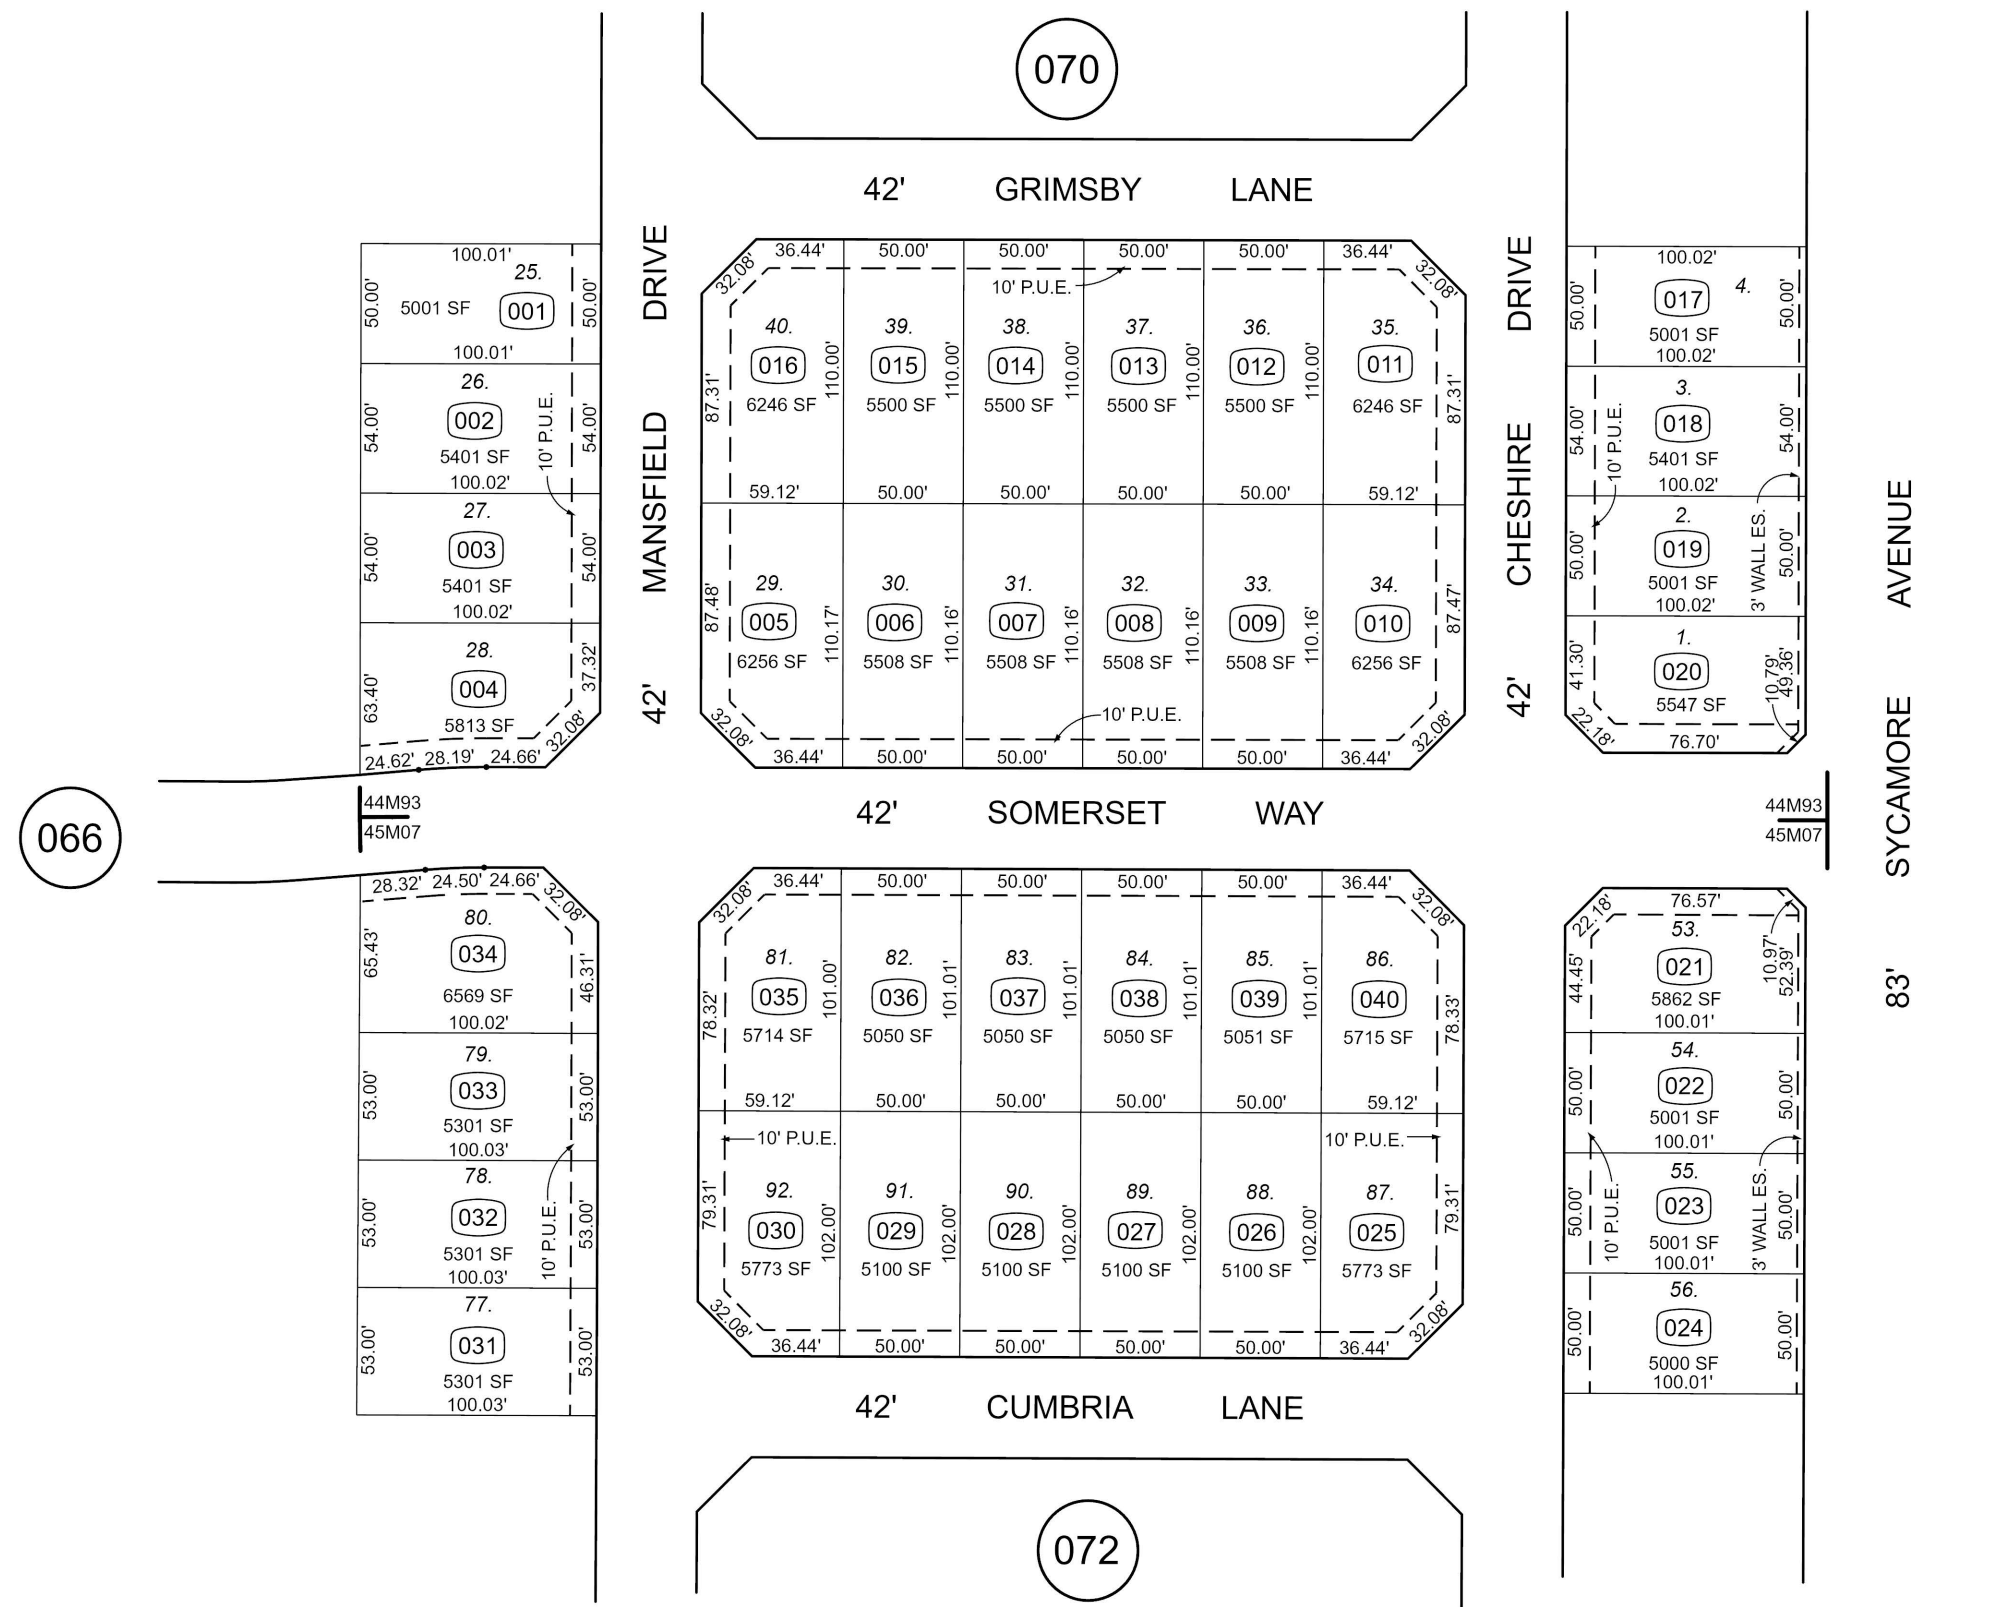 070
42' GRIMSBY LANE
066
MANSFIELD DRIVE
42'
CHESHIRE DRIVE
42'
SYCAMORE AVENUE
83'
100.01'
25.
50.00'
5001 SF
001
50.00'
100.01'
26.
54.00'
002
54.00'
5401 SF
100.02'
10' P.U.E.
27.
54.00'
003
54.00'
5401 SF
100.02'
28.
63.40'
004
37.32'
5813 SF
32.08'
24.62' 28.19' 24.66'
36.44' 50.00' 50.00' 50.00' 50.00' 36.44'
32.08' 32.08'
10' P.U.E.
40. 39. 38. 37. 36. 35.
016 015 014 013 012 011
87.31' 110.00' 110.00' 110.00' 110.00' 110.00' 87.31'
6246 SF 5500 SF 5500 SF 5500 SF 5500 SF 6246 SF
59.12' 50.00' 50.00' 50.00' 50.00' 59.12'
29. 30. 31. 32. 33. 34.
005 006 007 008 009 010
87.48' 110.17' 110.16' 110.16' 110.16' 110.16' 87.47'
6256 SF 5508 SF 5508 SF 5508 SF 5508 SF 6256 SF
10' P.U.E.
32.08' 32.08'
36.44' 50.00' 50.00' 50.00' 50.00' 36.44'
100.02'
4.
50.00'
017
50.00'
5001 SF
100.02'
3.
54.00'
018
54.00'
5401 SF
100.02'
10' P.U.E.
3' WALL ES.
2.
50.00'
019
50.00'
5001 SF
100.02'
1.
41.30'
020
10.79'
49.36'
5547 SF
22.18'
76.70'
44M93
45M07
42' SOMERSET WAY
44M93
45M07
28.32' 24.50' 24.66'
32.08'
80.
65.43'
034
46.31'
6569 SF
100.02'
79.
53.00'
033
53.00'
5301 SF
100.03'
78.
53.00'
032
53.00'
10' P.U.E.
5301 SF
100.03'
77.
53.00'
031
53.00'
5301 SF
100.03'
36.44' 50.00' 50.00' 50.00' 50.00' 36.44'
32.08' 32.08'
81. 82. 83. 84. 85. 86.
035 036 037 038 039 040
78.32' 101.00' 101.01' 101.01' 101.01' 101.01' 78.33'
5714 SF 5050 SF 5050 SF 5050 SF 5051 SF 5715 SF
59.12' 50.00' 50.00' 50.00' 50.00' 59.12'
10' P.U.E. 10' P.U.E.
92. 91. 90. 89. 88. 87.
030 029 028 027 026 025
79.31' 102.00' 102.00' 102.00' 102.00' 102.00' 79.31'
5773 SF 5100 SF 5100 SF 5100 SF 5100 SF 5773 SF
32.08' 32.08'
36.44' 50.00' 50.00' 50.00' 50.00' 36.44'
76.57'
22.18'
53.
44.45'
021
10.97'
52.39'
5862 SF
100.01'
54.
50.00'
022
50.00'
5001 SF
100.01'
55.
50.00'
023
50.00'
10' P.U.E.
3' WALL ES.
5001 SF
100.01'
56.
50.00'
024
50.00'
5000 SF
100.01'
42' CUMBRIA LANE
072